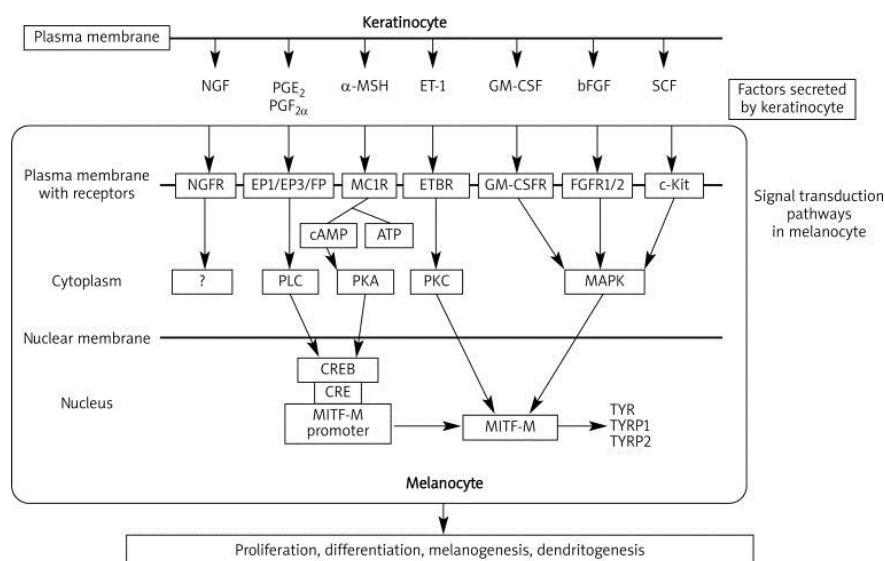 Keratinocyte
Plasma membrane
NGF
PGE₂
PGF₂α
α-MSH
ET-1
GM-CSF
bFGF
SCF
Factors secreted
by keratinocyte
Plasma membrane
with receptors
NGFR
EP1/EP3/FP
MC1R
ETBR
GM-CSFR
FGFR1/2
c-Kit
Signal transduction
pathways
in melanocyte
cAMP
ATP
Cytoplasm
?
PLC
PKA
PKC
MAPK
Nuclear membrane
CREB
CRE
Nucleus
MITF-M
promoter
MITF-M
TYR
TYRP1
TYRP2
Melanocyte
Proliferation, differentiation, melanogenesis, dendritogenesis